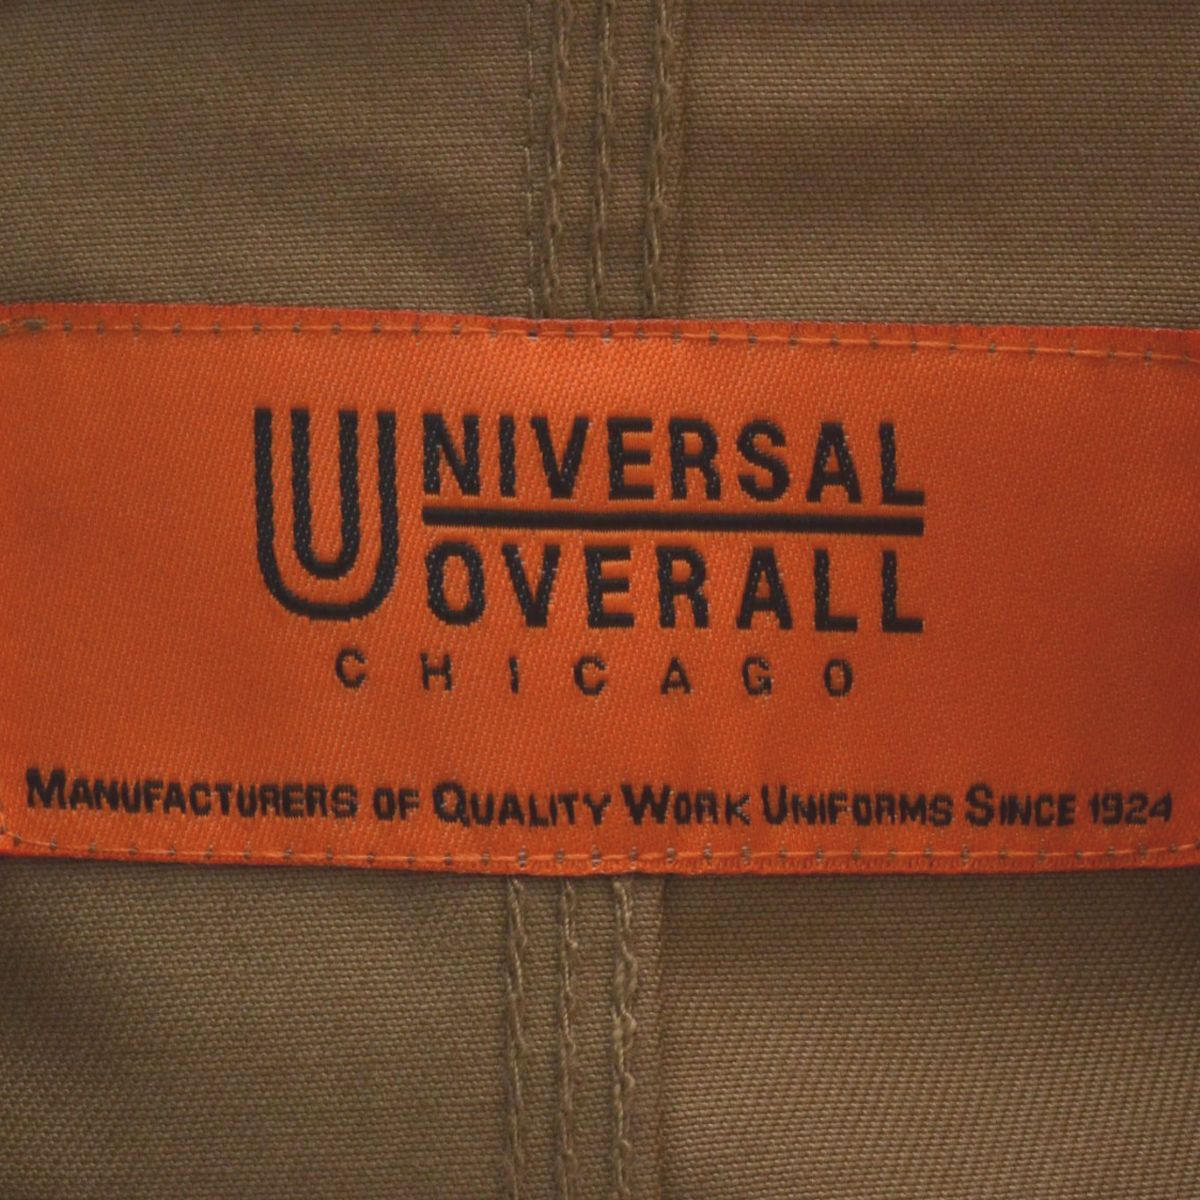 UNIVERSAL
OVERALL
CHICAGO
MANUFACTURERS OF QUALITY WORK UNIFORMS SINCE 1924